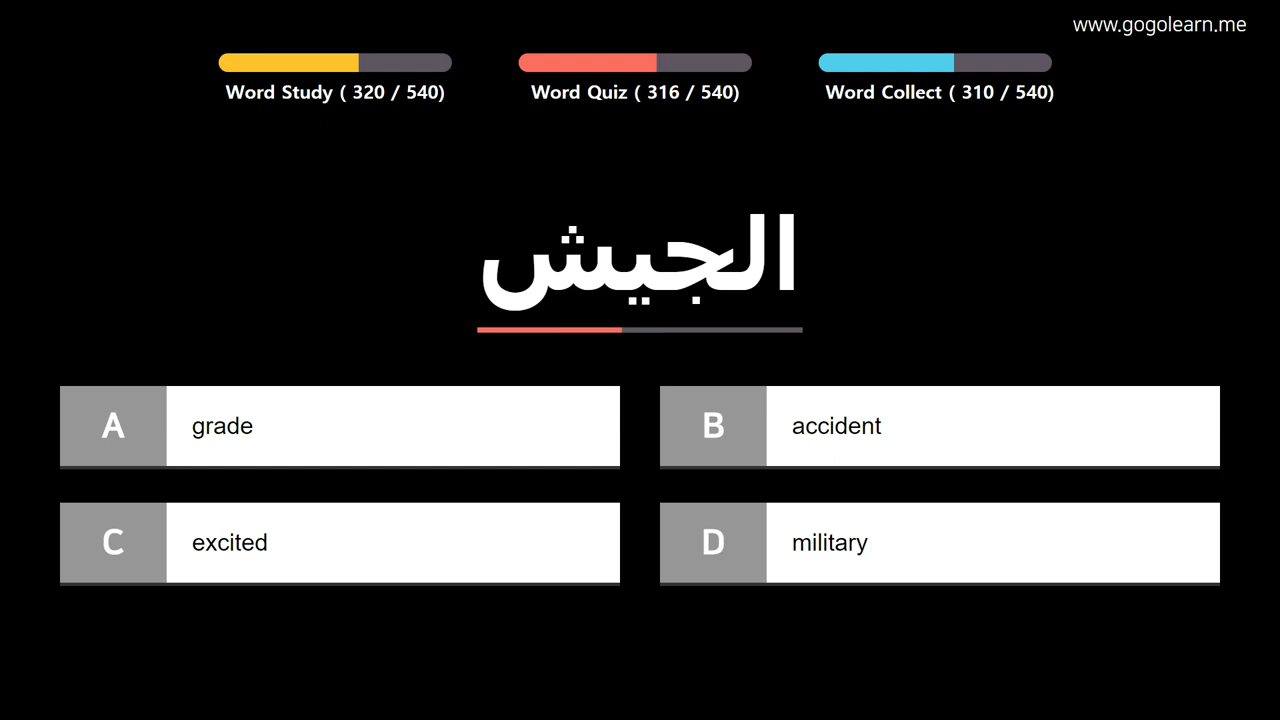 www.gogolearn.me
Word Study ( 320 / 540)
Word Quiz ( 316 / 540)
Word Collect ( 310 / 540)
الجيش
A grade
B accident
C excited
D military